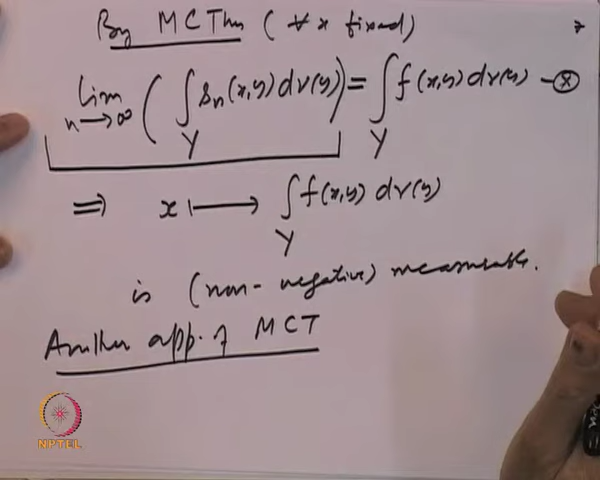 By MCThm (∀ x fixed)
lim n→∞ ( ∫_Y s_n(x,y) dν(y) ) = ∫_Y f(x,y) dν(y) — ⊛
⇒ x ⟼ ∫_Y f(x,y) dν(y)
is (non-negative) measurable.
Another app. of MCT
NPTEL